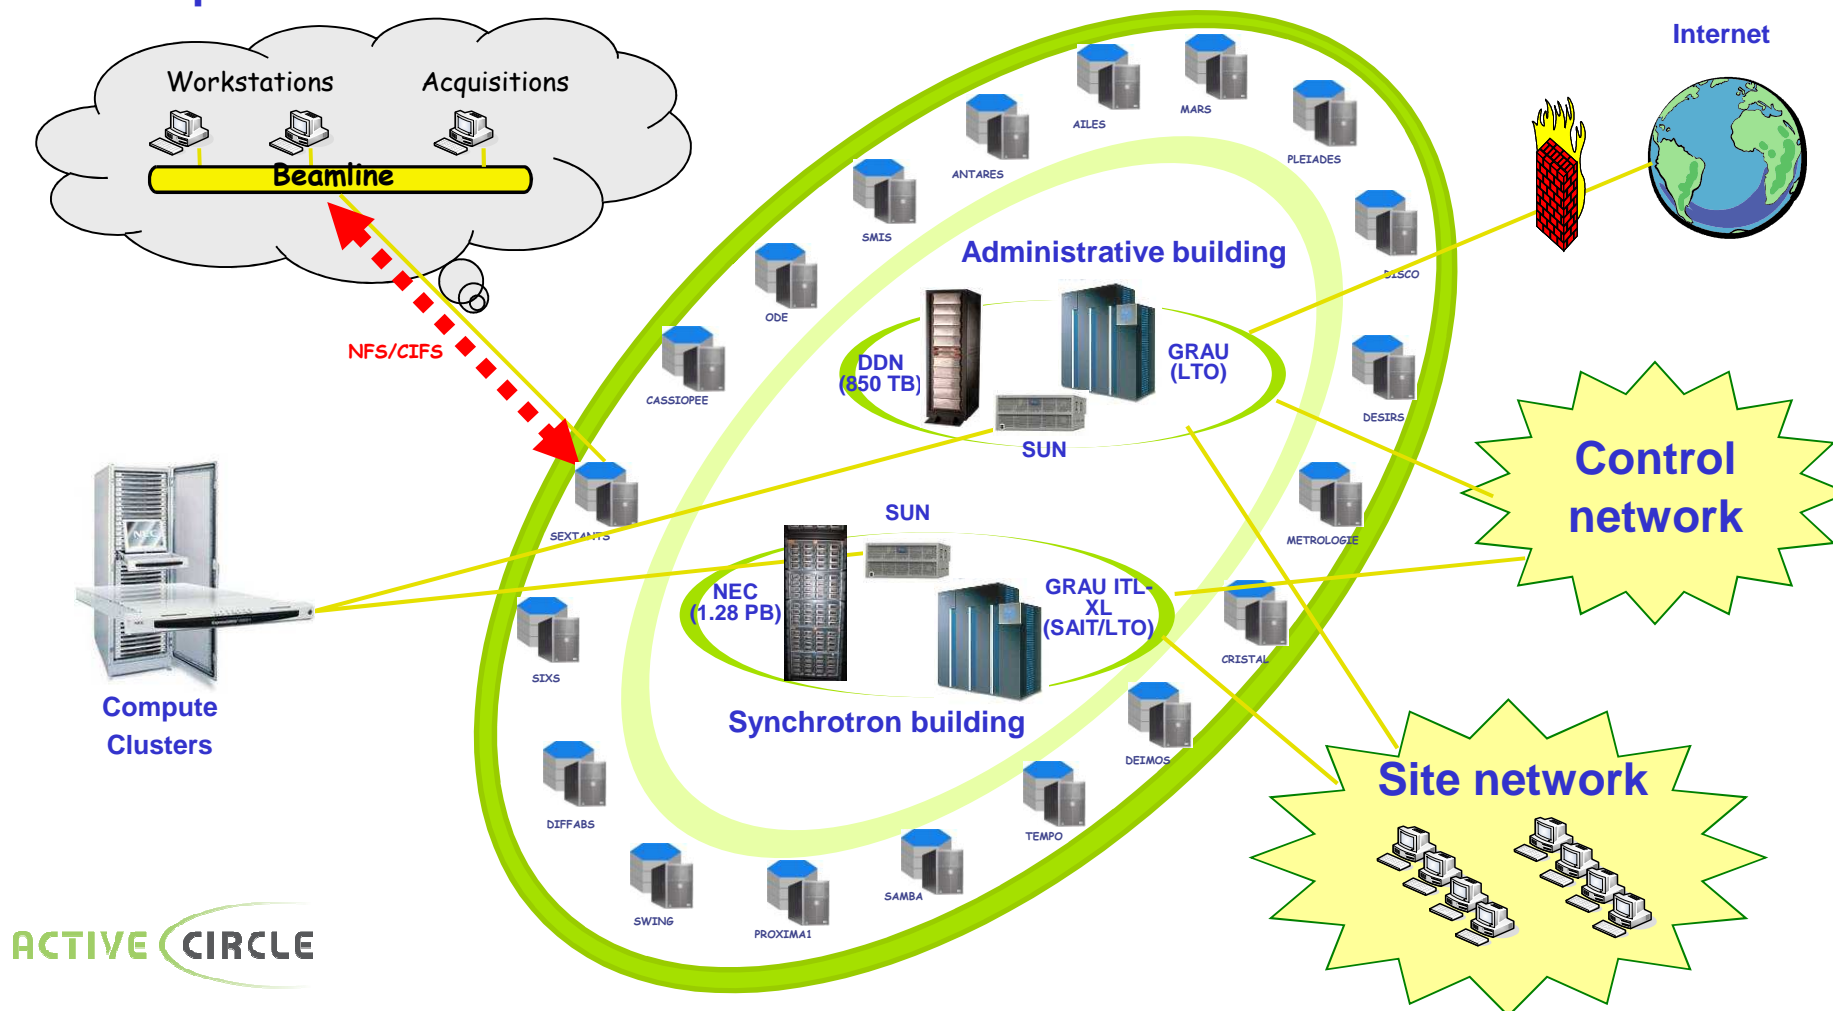 Internet
Workstations
Acquisitions
Beamline
NFS/CIFS
MARS
AILES
PLEIADES
ANTARES
SMIS
DISCO
ODE
CASSIOPEE
DESIRS
SEXTANTS
METROLOGIE
SIXS
CRISTAL
DIFFABS
DEIMOS
SWING
PROXIMA1
SAMBA
TEMPO
Administrative building
DDN
(850 TB)
GRAU
(LTO)
SUN
SUN
NEC
(1.28 PB)
GRAU ITL-
XL
(SAIT/LTO)
Synchrotron building
Control
network
Site network
NEC
Compute
Clusters
ACTIVE CIRCLE